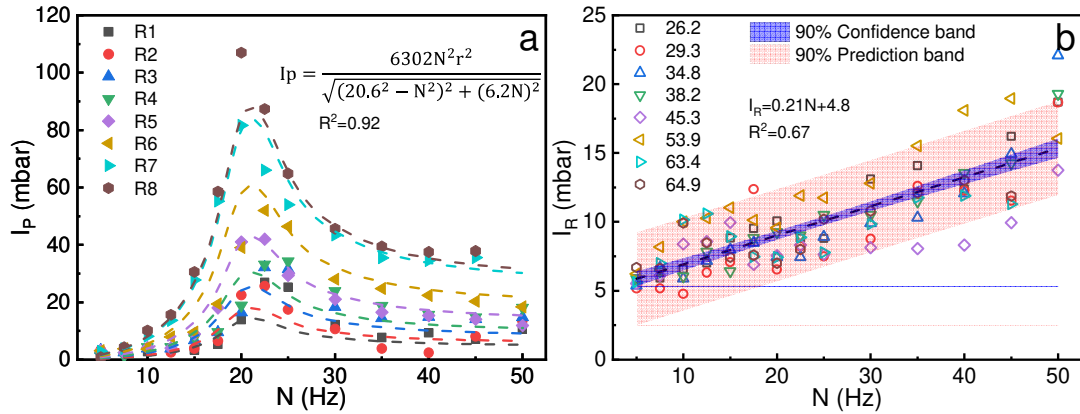 a
120
100
80
60
40
20
0
I_P (mbar)
R1
R2
R3
R4
R5
R6
R7
R8
Ip = 6302N²r² / √((20.6² − N²)² + (6.2N)²)
R²=0.92
10 20 30 40 50
N (Hz)
b
25
20
15
10
5
0
I_R (mbar)
26.2
29.3
34.8
38.2
45.3
53.9
63.4
64.9
90% Confidence band
90% Prediction band
I_R=0.21N+4.8
R²=0.67
10 20 30 40 50
N (Hz)